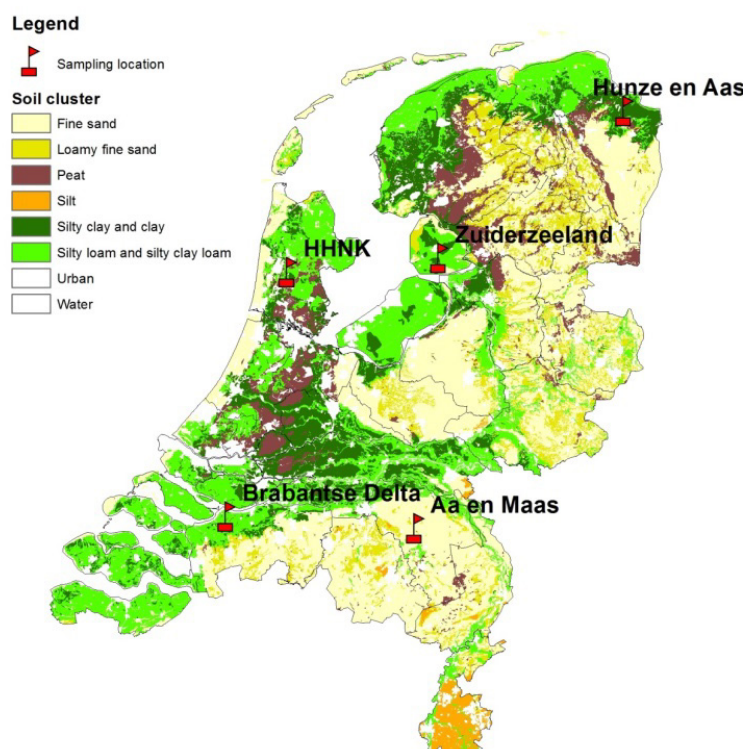 Legend
Sampling location
Soil cluster
Fine sand
Loamy fine sand
Peat
Silt
Silty clay and clay
Silty loam and silty clay loam
Urban
Water
Hunze en Aas
Zuiderzeeland
HHNK
Brabantse Delta
Aa en Maas